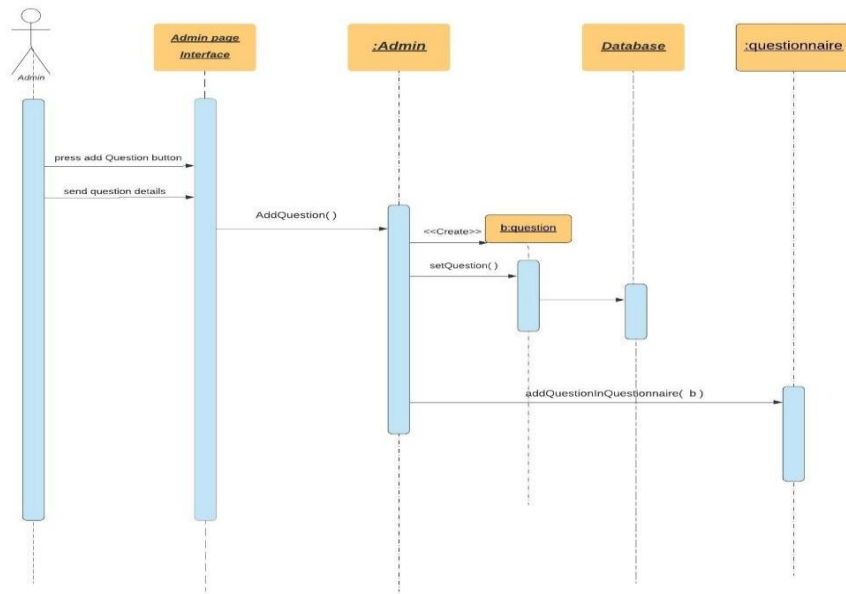 Admin
Admin page
Interface
:Admin
Database
:questionnaire
press add Question button
send question details
AddQuestion( )
<<Create>>
b:question
setQuestion( )
addQuestionInQuestionnaire( b )